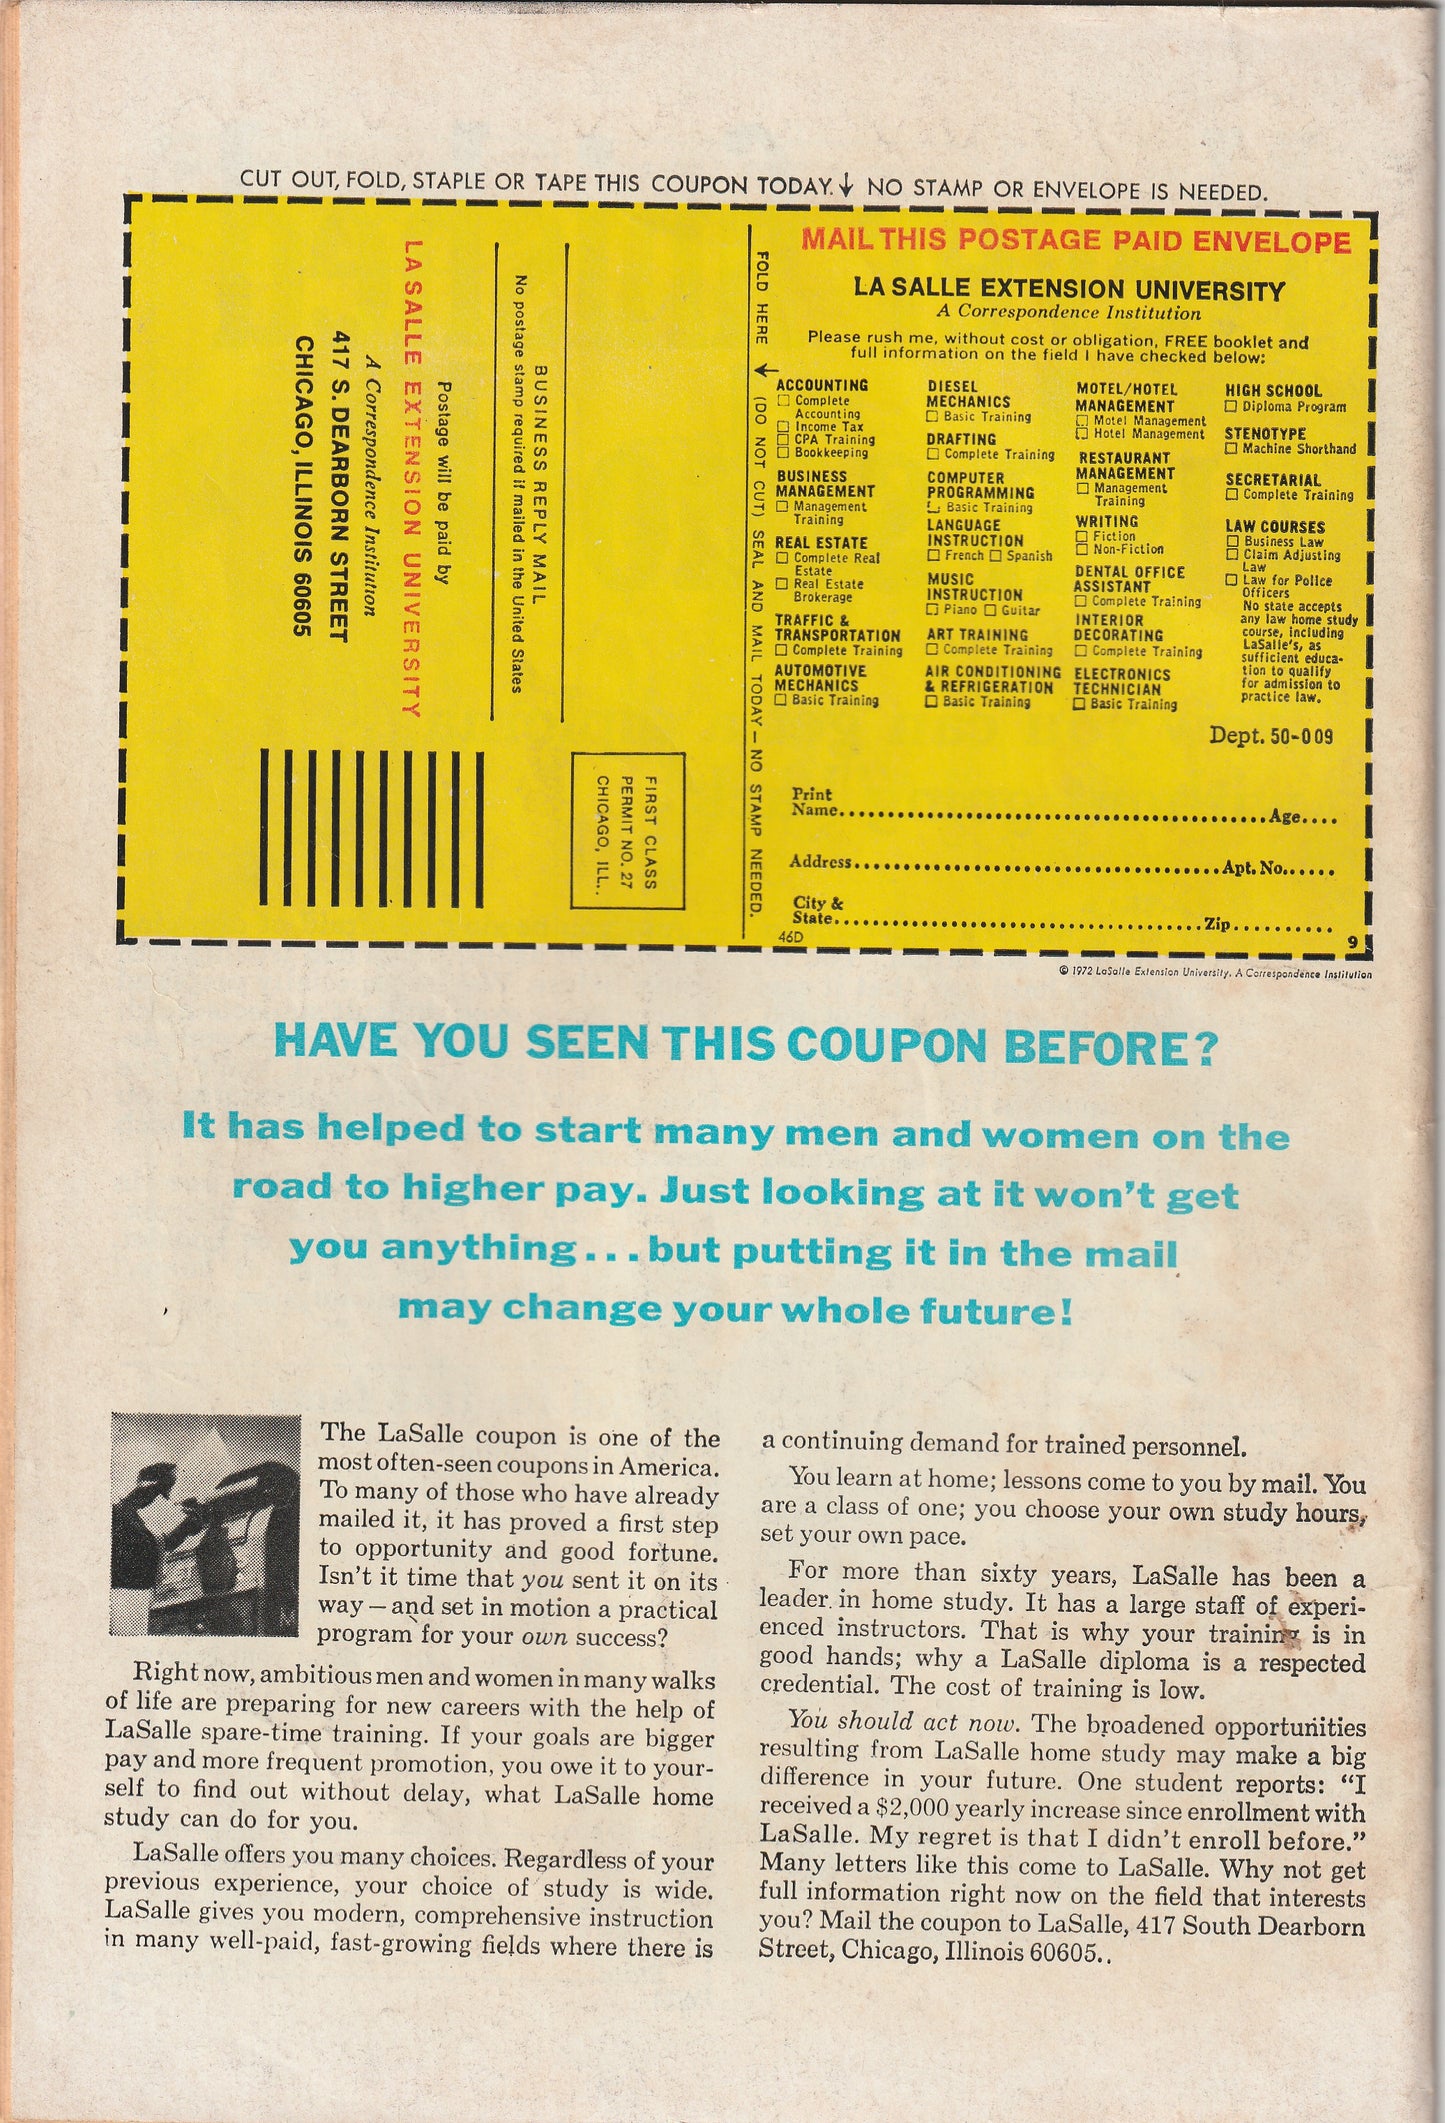 CUT OUT, FOLD, STAPLE OR TAPE THIS COUPON TODAY.↓ NO STAMP OR ENVELOPE IS NEEDED.
LA SALLE EXTENSION UNIVERSITY
A Correspondence Institution
417 S. DEARBORN STREET
CHICAGO, ILLINOIS 60605
Postage will be paid by
No postage stamp required if mailed in the United States
BUSINESS REPLY MAIL
FIRST CLASS
PERMIT NO. 27
CHICAGO, ILL..
FOLD HERE ↓ (DO NOT CUT) SEAL AND MAIL TODAY — NO STAMP NEEDED.
MAIL THIS POSTAGE PAID ENVELOPE
LA SALLE EXTENSION UNIVERSITY
A Correspondence Institution
Please rush me, without cost or obligation, FREE booklet and
full information on the field I have checked below:
ACCOUNTING
☐ Complete
Accounting
☐ Income Tax
☐ CPA Training
☐ Bookkeeping
BUSINESS
MANAGEMENT
☐ Management
Training
REAL ESTATE
☐ Complete Real
Estate
☐ Real Estate
Brokerage
TRAFFIC &
TRANSPORTATION
☐ Complete Training
AUTOMOTIVE
MECHANICS
☐ Basic Training
DIESEL
MECHANICS
☐ Basic Training
DRAFTING
☐ Complete Training
COMPUTER
PROGRAMMING
☐ Basic Training
LANGUAGE
INSTRUCTION
☐ French ☐ Spanish
MUSIC
INSTRUCTION
☐ Piano ☐ Guitar
ART TRAINING
☐ Complete Training
AIR CONDITIONING
& REFRIGERATION
☐ Basic Training
MOTEL/HOTEL
MANAGEMENT
☐ Motel Management
☐ Hotel Management
RESTAURANT
MANAGEMENT
☐ Management
Training
WRITING
☐ Fiction
☐ Non-Fiction
DENTAL OFFICE
ASSISTANT
☐ Complete Training
INTERIOR
DECORATING
☐ Complete Training
ELECTRONICS
TECHNICIAN
☐ Basic Training
HIGH SCHOOL
☐ Diploma Program
STENOTYPE
☐ Machine Shorthand
SECRETARIAL
☐ Complete Training
LAW COURSES
☐ Business Law
☐ Claim Adjusting
Law
☐ Law for Police
Officers
No state accepts
any law home study
course, including
LaSalle's, as
sufficient educa-
tion to qualify
for admission to
practice law.
Dept. 50-009
Print
Name........................................Age....
Address........................................Apt. No......
City &
State........................................Zip..........
46D
9
© 1972 LaSalle Extension University, A Correspondence Institution
HAVE YOU SEEN THIS COUPON BEFORE?
It has helped to start many men and women on the
road to higher pay. Just looking at it won't get
you anything...but putting it in the mail
may change your whole future!
The LaSalle coupon is one of the
most often-seen coupons in America.
To many of those who have already
mailed it, it has proved a first step
to opportunity and good fortune.
Isn't it time that you sent it on its
way—and set in motion a practical
program for your own success?
Right now, ambitious men and women in many walks
of life are preparing for new careers with the help of
LaSalle spare-time training. If your goals are bigger
pay and more frequent promotion, you owe it to your-
self to find out without delay, what LaSalle home
study can do for you.
LaSalle offers you many choices. Regardless of your
previous experience, your choice of study is wide.
LaSalle gives you modern, comprehensive instruction
in many well-paid, fast-growing fields where there is
a continuing demand for trained personnel.
You learn at home; lessons come to you by mail. You
are a class of one; you choose your own study hours,
set your own pace.
For more than sixty years, LaSalle has been a
leader in home study. It has a large staff of experi-
enced instructors. That is why your training is in
good hands; why a LaSalle diploma is a respected
credential. The cost of training is low.
You should act now. The broadened opportunities
resulting from LaSalle home study may make a big
difference in your future. One student reports: “I
received a $2,000 yearly increase since enrollment with
LaSalle. My regret is that I didn't enroll before.”
Many letters like this come to LaSalle. Why not get
full information right now on the field that interests
you? Mail the coupon to LaSalle, 417 South Dearborn
Street, Chicago, Illinois 60605..